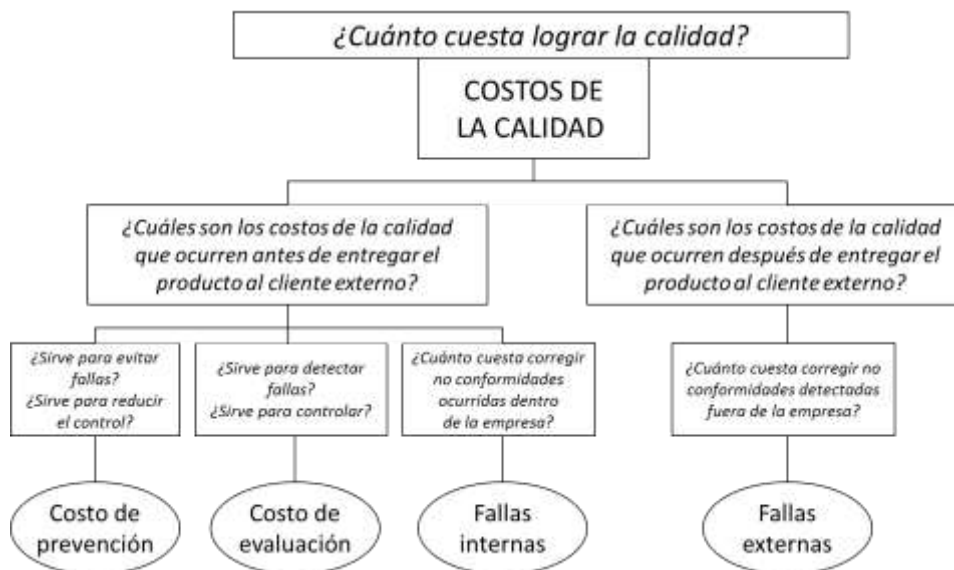 ¿Cuánto cuesta lograr la calidad?
COSTOS DE
LA CALIDAD
¿Cuáles son los costos de la calidad
que ocurren antes de entregar el
producto al cliente externo?
¿Cuáles son los costos de la calidad
que ocurren después de entregar el
producto al cliente externo?
¿Sirve para evitar
fallas?
¿Sirve para reducir
el control?
¿Sirve para detectar
fallas?
¿Sirve para controlar?
¿Cuánto cuesta corregir
no conformidades
ocurridas dentro
de la empresa?
¿Cuánto cuesta corregir no
conformidades detectadas
fuera de la empresa?
Costo de
prevención
Costo de
evaluación
Fallas
internas
Fallas
externas